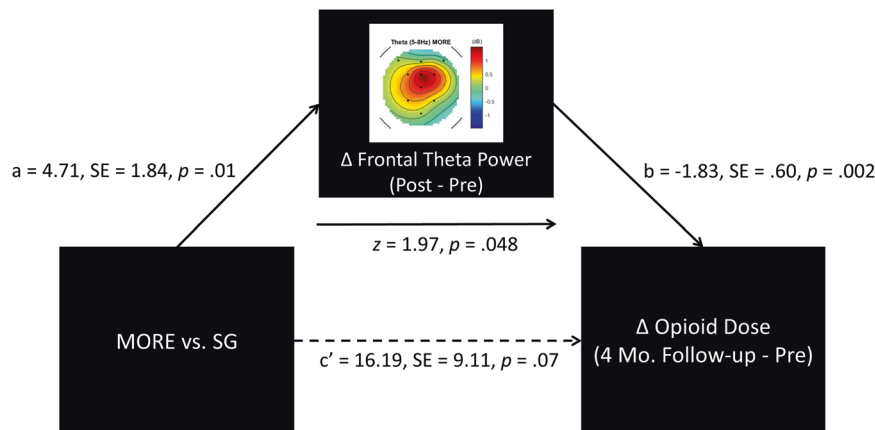 Theta (5-8Hz) MORE
(dB)
1
0.5
0
-0.5
-1
Δ Frontal Theta Power
(Post - Pre)
a = 4.71, SE = 1.84, p = .01
b = -1.83, SE = .60, p = .002
z = 1.97, p = .048
MORE vs. SG
c’ = 16.19, SE = 9.11, p = .07
Δ Opioid Dose
(4 Mo. Follow-up - Pre)